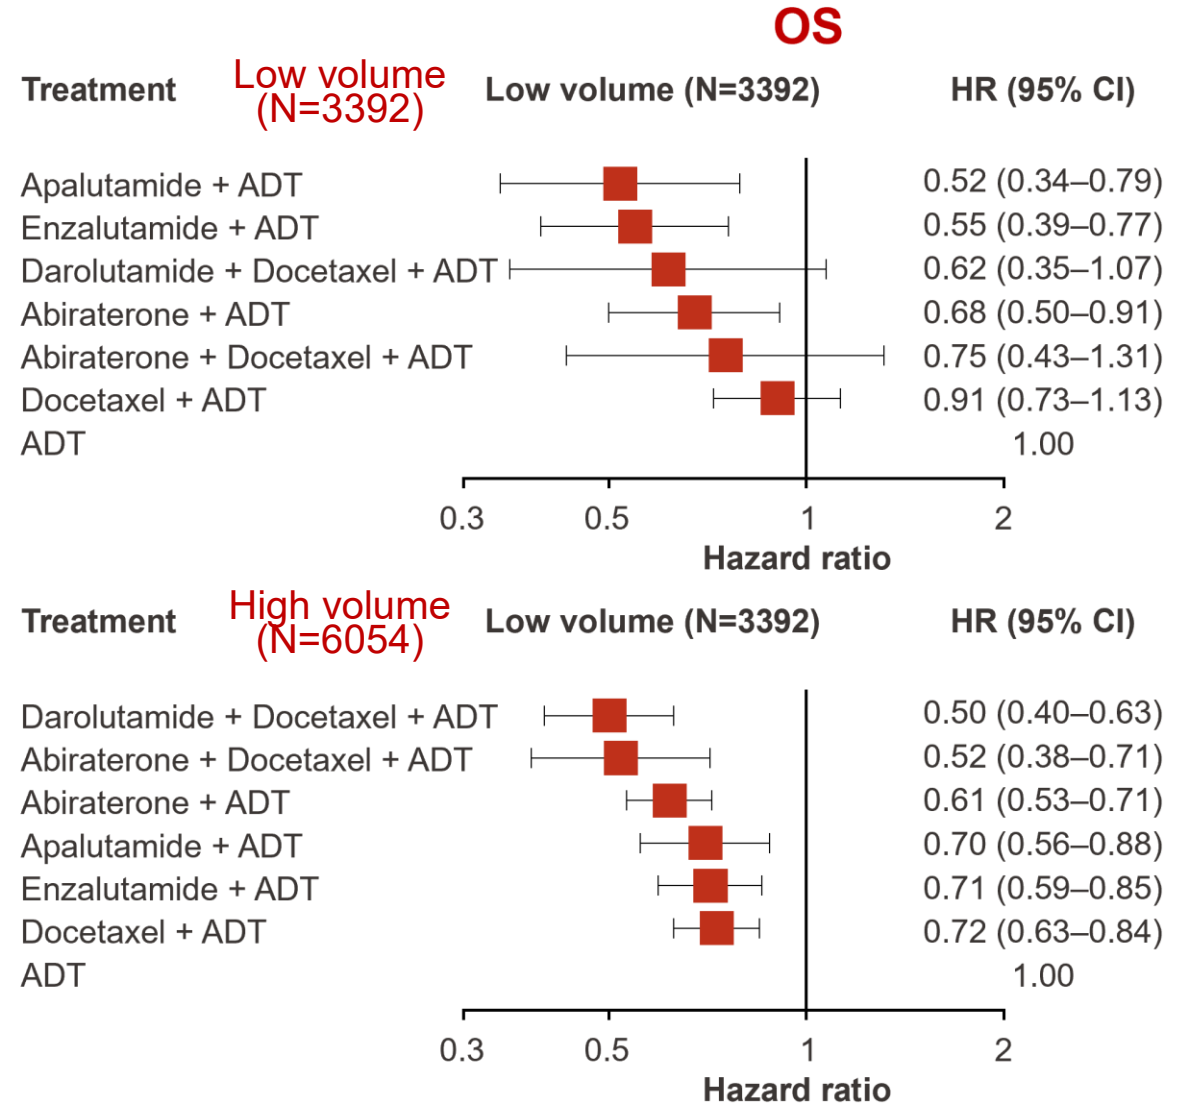 OS
Treatment Low volume (N=3392) Low volume (N=3392) HR (95% CI)
Apalutamide + ADT 0.52 (0.34–0.79)
Enzalutamide + ADT 0.55 (0.39–0.77)
Darolutamide + Docetaxel + ADT 0.62 (0.35–1.07)
Abiraterone + ADT 0.68 (0.50–0.91)
Abiraterone + Docetaxel + ADT 0.75 (0.43–1.31)
Docetaxel + ADT 0.91 (0.73–1.13)
ADT 1.00
0.3 0.5 1 2
Hazard ratio
Treatment High volume (N=6054) Low volume (N=3392) HR (95% CI)
Darolutamide + Docetaxel + ADT 0.50 (0.40–0.63)
Abiraterone + Docetaxel + ADT 0.52 (0.38–0.71)
Abiraterone + ADT 0.61 (0.53–0.71)
Apalutamide + ADT 0.70 (0.56–0.88)
Enzalutamide + ADT 0.71 (0.59–0.85)
Docetaxel + ADT 0.72 (0.63–0.84)
ADT 1.00
0.3 0.5 1 2
Hazard ratio